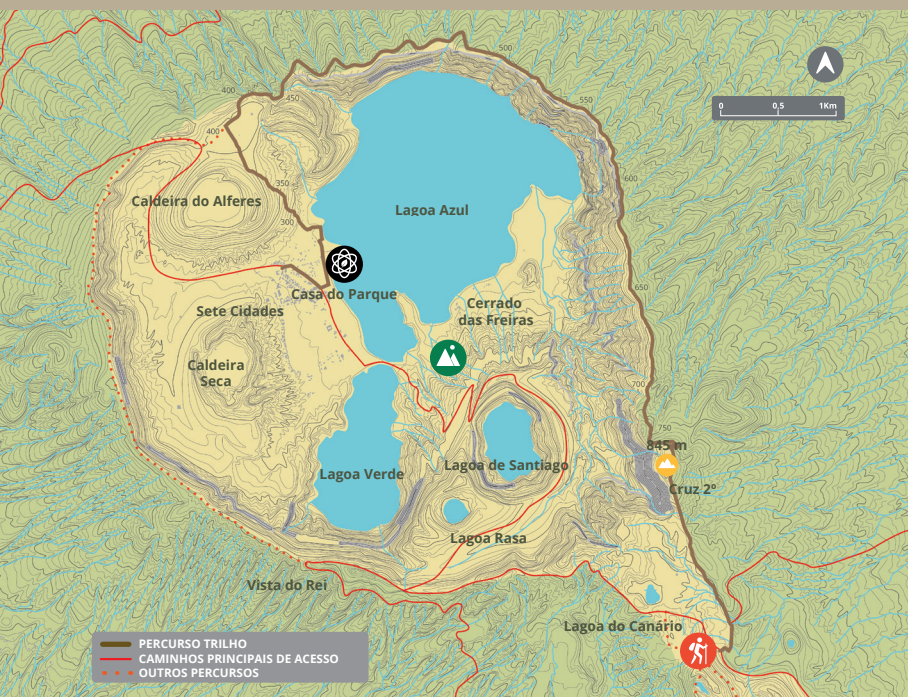 500
0 0,5 1Km
400
450
550
400
600
350
Caldeira do Alferes
Lagoa Azul
300
650
Casa do Parque
Cerrado
das Freiras
Sete Cidades
Caldeira
Seca
700
750
845 m
Lagoa de Santiago
Lagoa Verde
Cruz 2º
Lagoa Rasa
Vista do Rei
Lagoa do Canário
PERCURSO TRILHO
CAMINHOS PRINCIPAIS DE ACESSO
OUTROS PERCURSOS